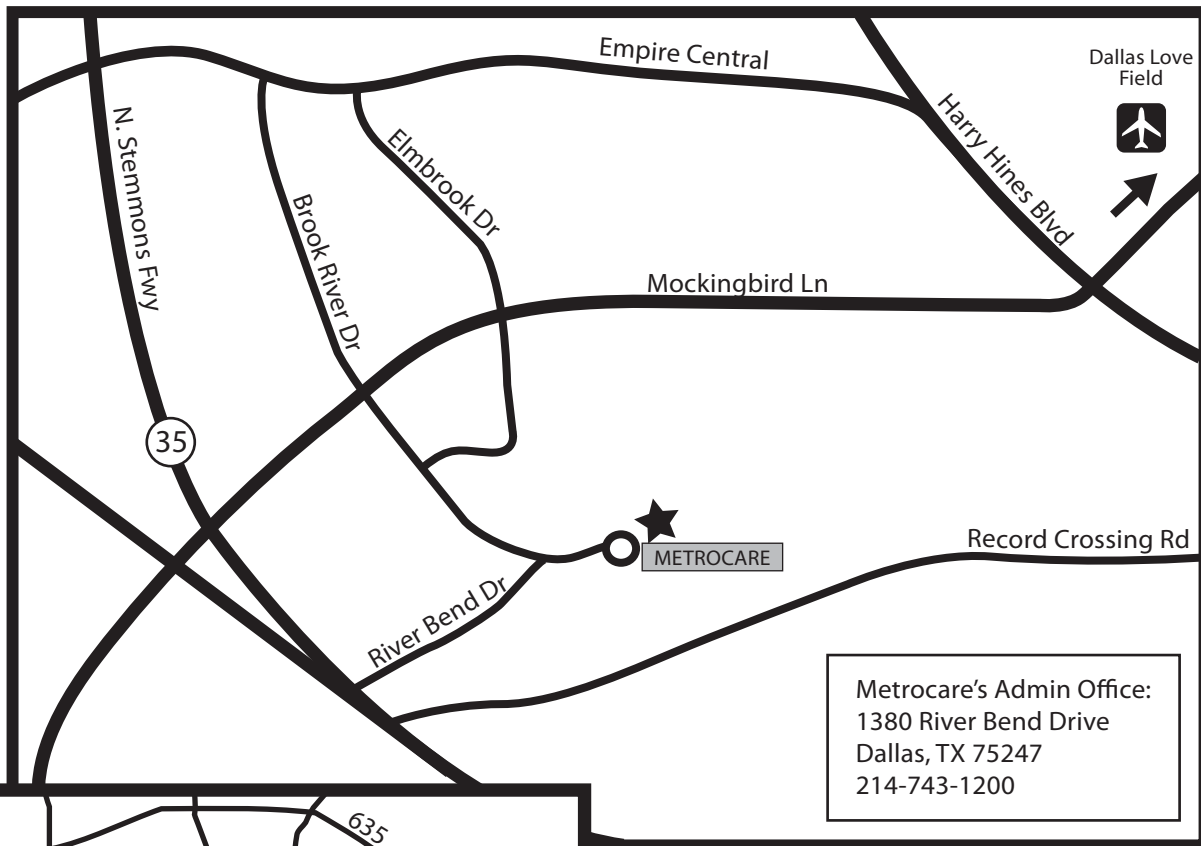 Empire Central
Dallas Love
Field
N. Stemmons Fwy
Elmbrook Dr
Harry Hines Blvd
Brook River Dr
Mockingbird Ln
35
Record Crossing Rd
METROCARE
River Bend Dr
Metrocare's Admin Office:
1380 River Bend Drive
Dallas, TX 75247
214-743-1200
635